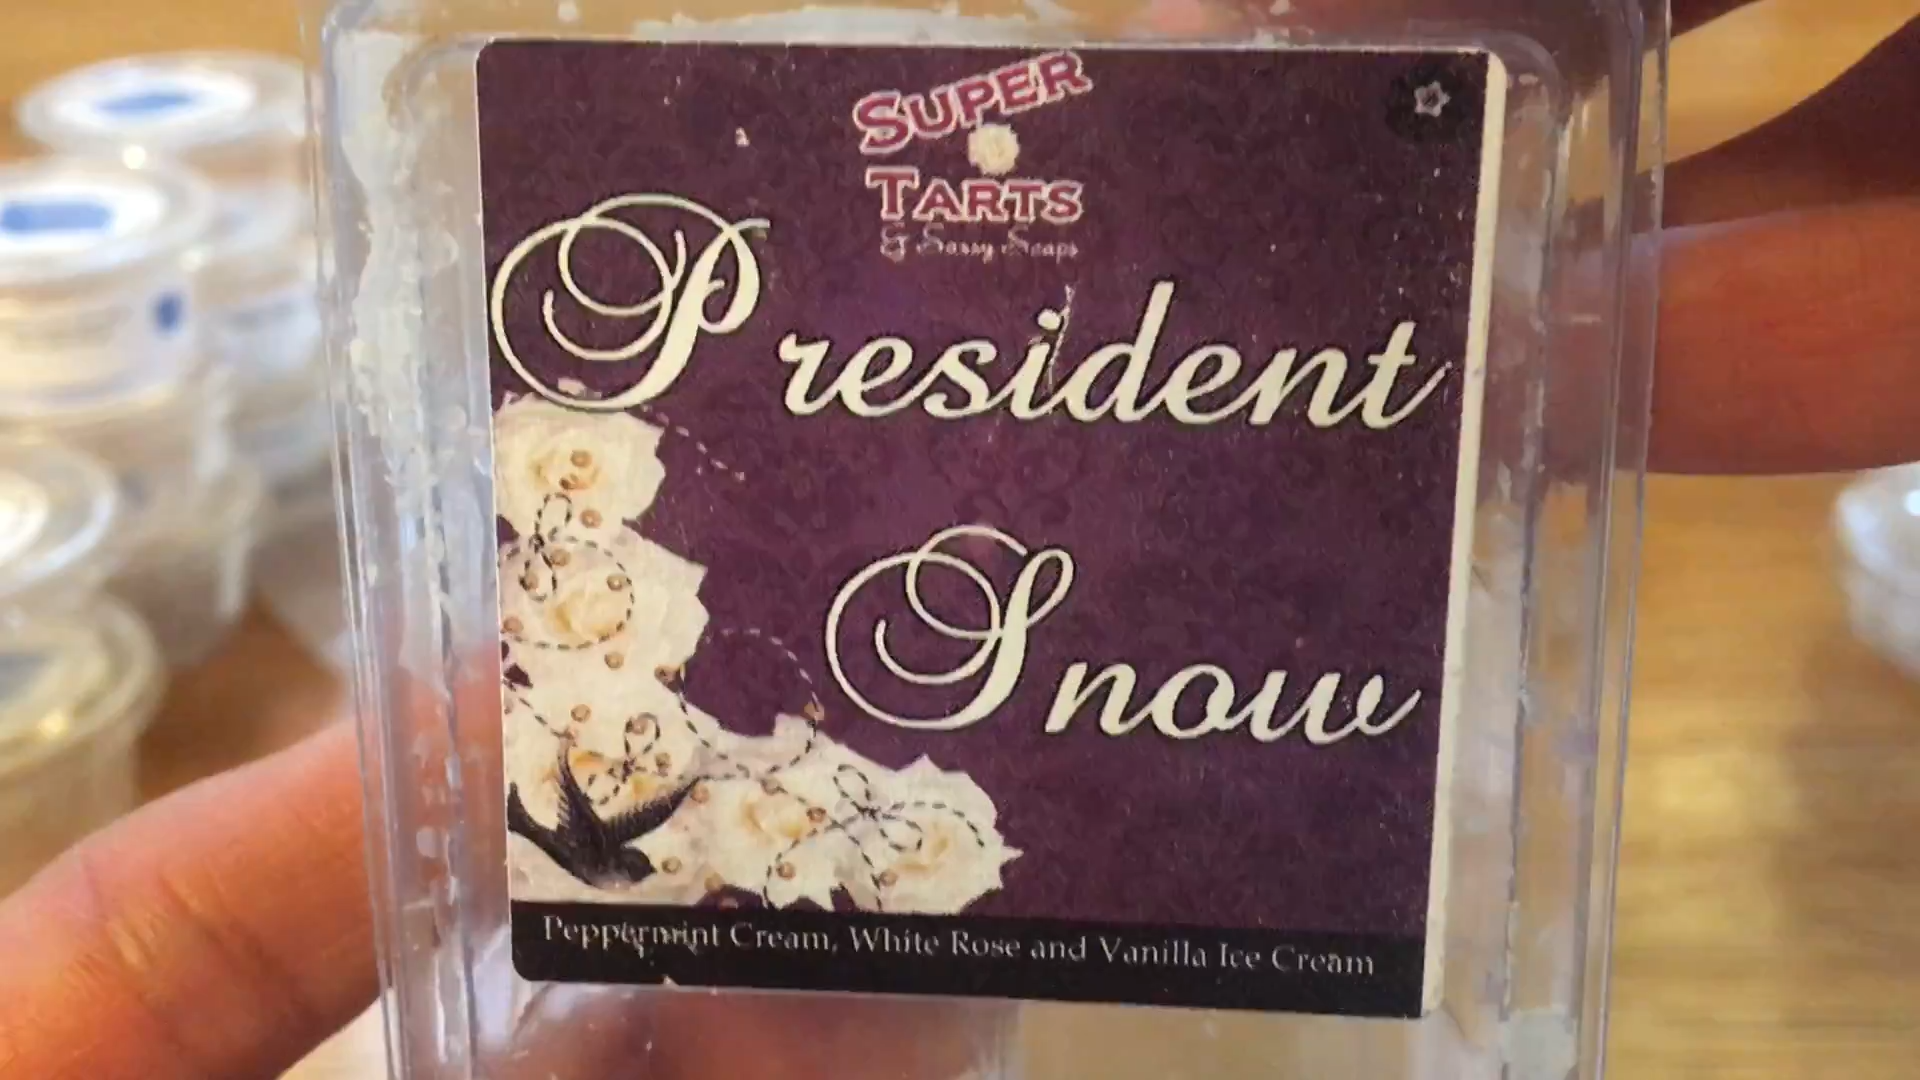 SUPER
TARTS
& Sassy Soaps
President
Snow
Peppermint Cream, White Rose and Vanilla Ice Cream